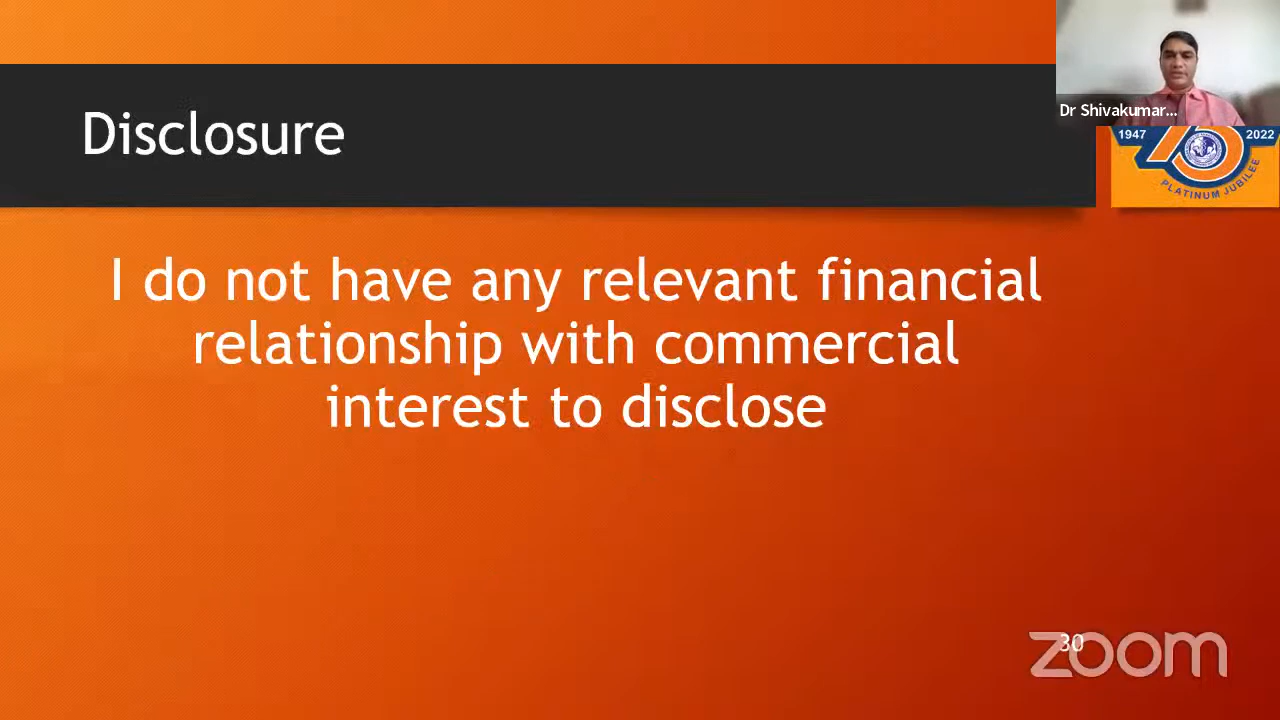 Disclosure
Dr Shivakumar...
1947
2022
75
PLATINUM JUBILEE
I do not have any relevant financial
relationship with commercial
interest to disclose
30
zoom